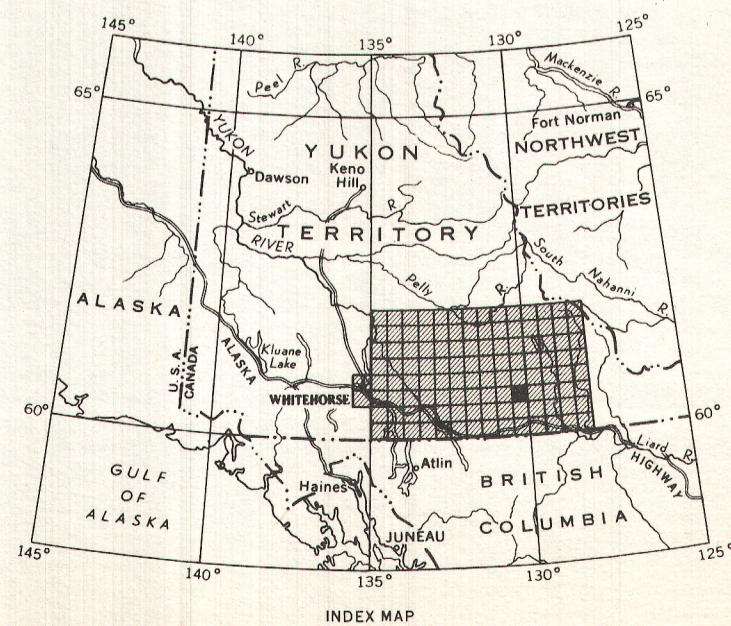 145°
140°
135°
130°
125°
Peel R.
Mackenzie R.
65°
65°
Fort Norman
YUKON
YUKON
NORTHWEST
Dawson
Keno
Hill
TERRITORIES
Stewart R.
TERRITORY
RIVER
South Nahanni R.
Pelly R.
ALASKA
ALASKA
Kluane
Lake
U.S.A.
CANADA
WHITEHORSE
60°
60°
Liard R.
HIGHWAY
Atlin
BRITISH
COLUMBIA
GULF
OF
ALASKA
Haines
JUNEAU
145°
140°
135°
130°
125°
INDEX MAP